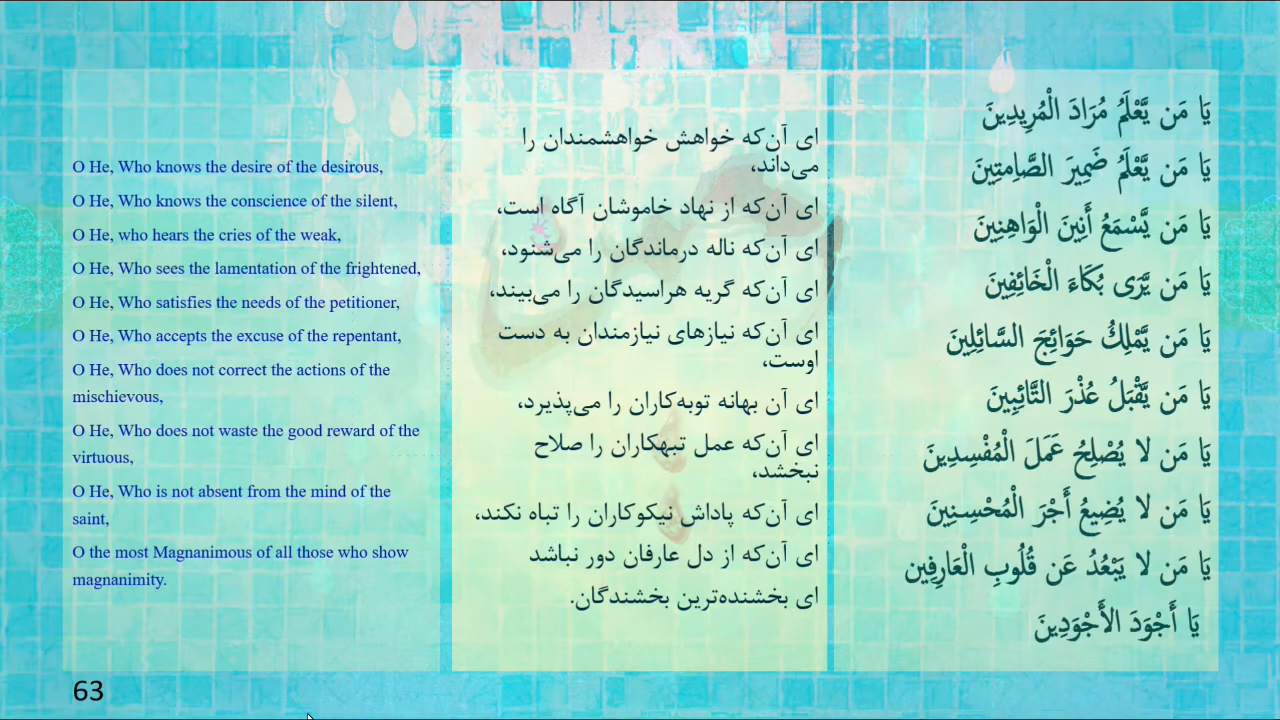 O He, Who knows the desire of the desirous,
O He, Who knows the conscience of the silent,
O He, who hears the cries of the weak,
O He, Who sees the lamentation of the frightened,
O He, Who satisfies the needs of the petitioner,
O He, Who accepts the excuse of the repentant,
O He, Who does not correct the actions of the
mischievous,
O He, Who does not waste the good reward of the
virtuous,
O He, Who is not absent from the mind of the
saint,
O the most Magnanimous of all those who show
magnanimity.
ای آن‌که خواهش خواهشمندان را
می‌داند،
ای آن‌که از نهاد خاموشان آگاه است،
ای آن‌که ناله درماندگان را می‌شنود،
ای آن‌که گریه هراسیدگان را می‌بیند،
ای آن‌که نیازهای نیازمندان به دست
اوست،
ای آن بهانه توبه‌کاران را می‌پذیرد،
ای آن‌که عمل تبهکاران را صلاح
نبخشد،
ای آن‌که پاداش نیکوکاران را تباه نکند،
ای آن‌که از دل عارفان دور نباشد
ای بخشنده‌ترین بخشندگان.
يَا مَن يَّعْلَمُ مُرَادَ الْمُرِيدِينَ
يَا مَن يَّعْلَمُ ضَمِيرَ الصَّامِتِينَ
يَا مَن يَّسْمَعُ أَنِينَ الْوَاهِنِينَ
يَا مَن يَّرَى بُكَاءَ الْخَائِفِينَ
يَا مَن يَّمْلِكُ حَوَائِجَ السَّائِلِينَ
يَا مَن يَّقْبَلُ عُذْرَ التَّائِبِينَ
يَا مَن لا يُصْلِحُ عَمَلَ الْمُفْسِدِينَ
يَا مَن لا يُضِيعُ أَجْرَ الْمُحْسِنِينَ
يَا مَن لا يَبْعُدُ عَن قُلُوبِ الْعَارِفِين
يَا أَجْوَدَ الأَجْوَدِينَ
63